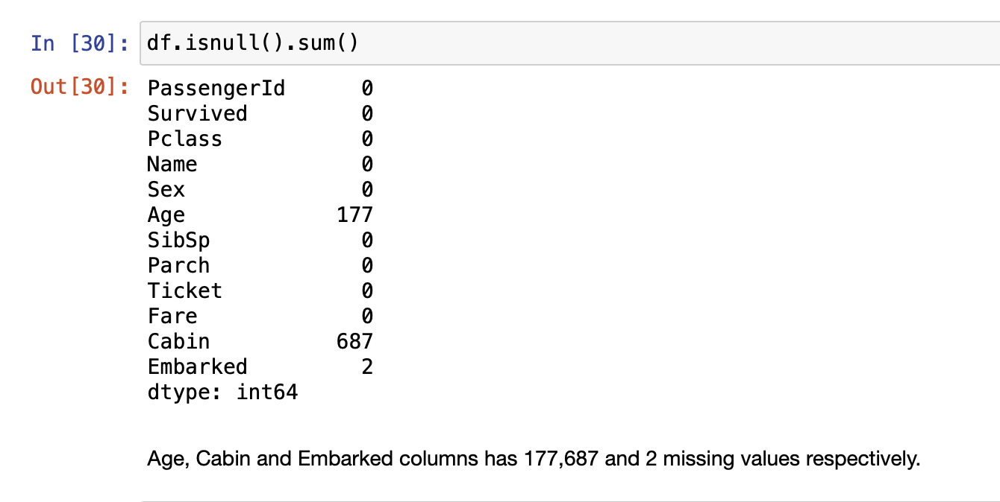 In [30]: df.isnull().sum()
Out[30]: PassengerId 0
Survived 0
Pclass 0
Name 0
Sex 0
Age 177
SibSp 0
Parch 0
Ticket 0
Fare 0
Cabin 687
Embarked 2
dtype: int64
Age, Cabin and Embarked columns has 177,687 and 2 missing values respectively.